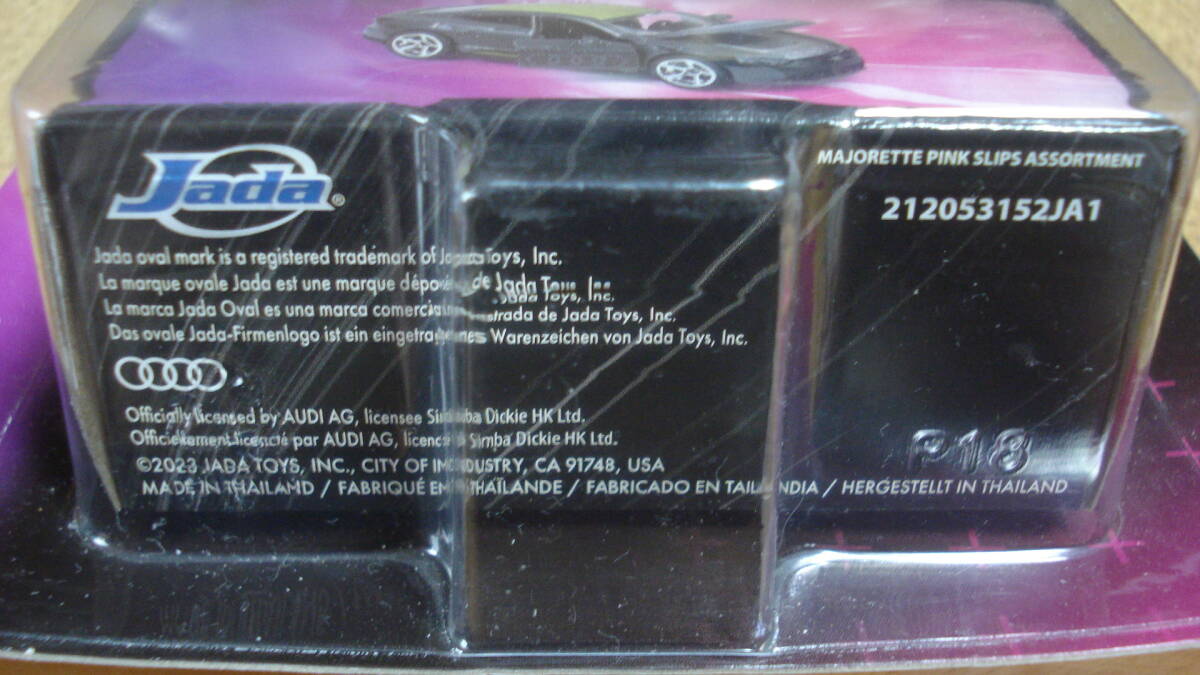 Jada®
MAJORETTE PINK SLIPS ASSORTMENT
212053152JA1
Jada oval mark is a registered trademark of Jada Toys, Inc.
La marque ovale Jada est une marque déposée de Jada Toys, Inc.
La marca Jada Oval es una marca comercial registrada de Jada Toys, Inc.
Das ovale Jada-Firmenlogo ist ein eingetragenes Warenzeichen von Jada Toys, Inc.
Officially licensed by AUDI AG, licensee Simba Dickie HK Ltd.
Officiellement licencié par AUDI AG, licencié Simba Dickie HK Ltd.
©2023 JADA TOYS, INC., CITY OF INDUSTRY, CA 91748, USA
MADE IN THAILAND / FABRIQUÉ EN THAÏLANDE / FABRICADO EN TAILANDIA / HERGESTELLT IN THAILAND
P18